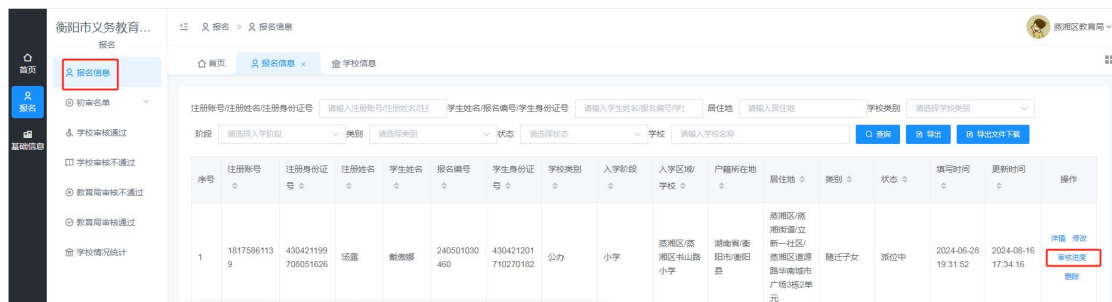 衡阳市义务教育...
报名
报名 > 报名信息
蒸湘区教育局
首页
报名
基础信息
报名信息
初审名单
学校审核通过
学校审核不通过
教育局审核不通过
教育局审核通过
学校情况统计
首页 报名信息 × 学校信息
注册账号/注册姓名/注册身份证号 请输入注册账号/注册姓名/注册 学生姓名/报名编号/学生身份证号 请输入学生姓名/报名编号/学生 居住地 请输入居住地 学校类别 请选择学校类别
阶段 请选择入学阶段 类别 请选择类别 状态 请选择状态 学校 请输入学校名称 查询 导出 导出文件下载
序号 注册账号 注册身份证号 注册姓名 学生姓名 报名编号 学生身份证号 学校类别 入学阶段 入学区域/学校 户籍所在地 居住地 类别 状态 填写时间 更新时间 操作
1
1817586113
9
430421199
708051626
汤露
戴傲娜
240501030
460
430421201
710270182
公办
小学
蒸湘区/蒸
湘区书山路
小学
湖南省/衡
阳市/衡阳
县
蒸湘区/蒸
湘街道/立
新一社区/
蒸湘区道源
路华南城市
广场3栋2单
元
随迁子女
派位中
2024-06-28
19:31:52
2024-08-16
17:34:16
详情 修改
审核进度
删除